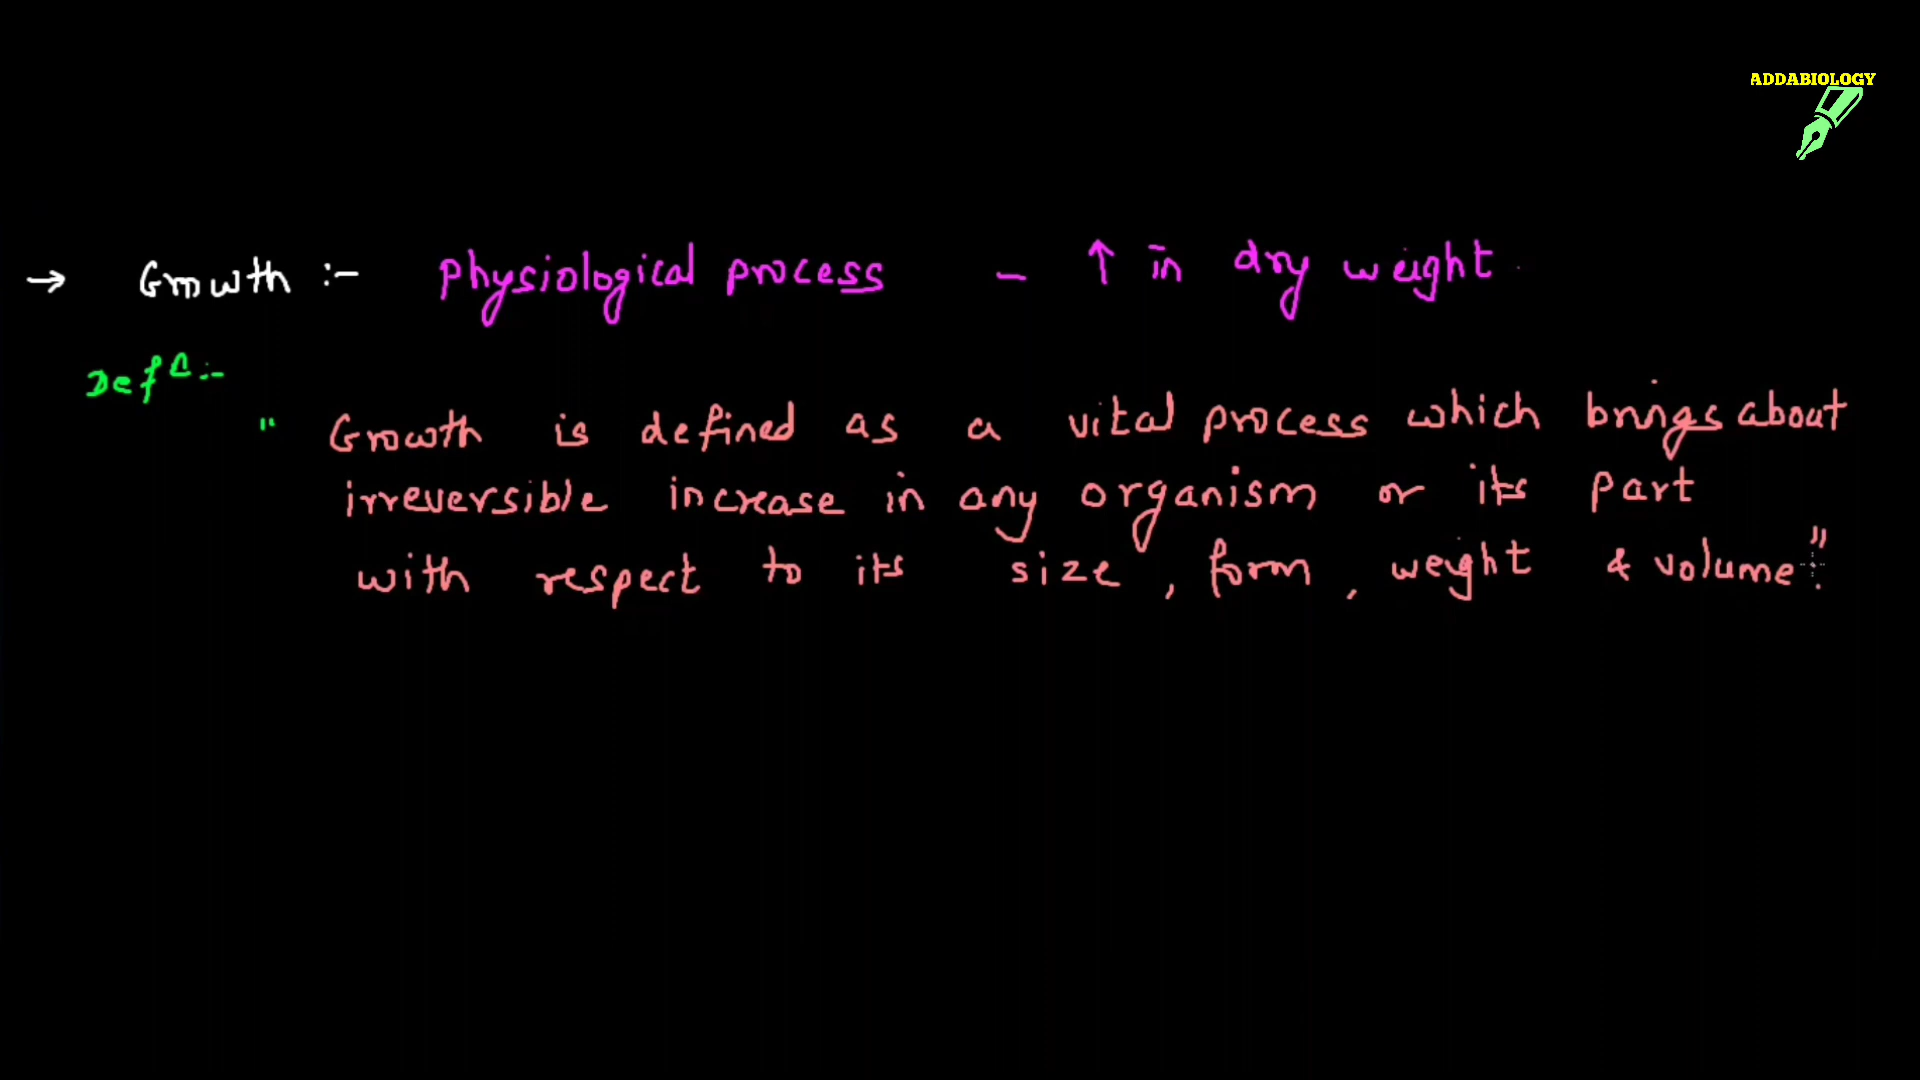 ADDABIOLOGY
→ Growth :- Physiological process - ↑ in dry weight
Defn :-
" Growth is defined as a vital process which brings about
irreversible increase in any organism or its part
with respect to its size, form, weight & volume".